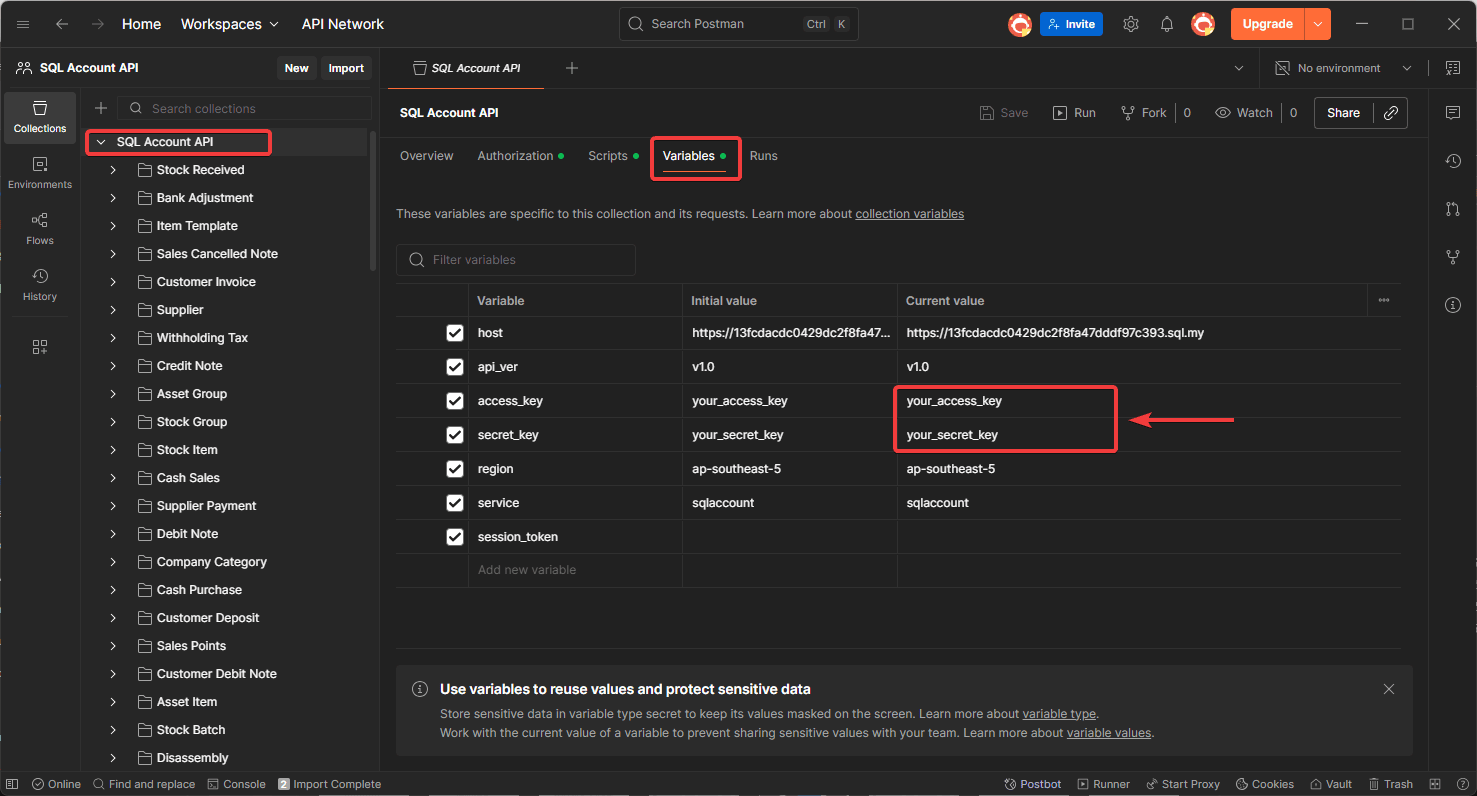 Home Workspaces API Network Search Postman Ctrl K Invite Upgrade
SQL Account API New Import SQL Account API No environment
Search collections
Collections
Environments
Flows
History
SQL Account API
Stock Received
Bank Adjustment
Item Template
Sales Cancelled Note
Customer Invoice
Supplier
Withholding Tax
Credit Note
Asset Group
Stock Group
Stock Item
Cash Sales
Supplier Payment
Debit Note
Company Category
Cash Purchase
Customer Deposit
Sales Points
Customer Debit Note
Asset Item
Stock Batch
Disassembly
SQL Account API Save Run Fork 0 Watch 0 Share
Overview Authorization Scripts Variables Runs
These variables are specific to this collection and its requests. Learn more about collection variables
Filter variables
Variable Initial value Current value
host https://13fcdacdc0429dc2f8fa47... https://13fcdacdc0429dc2f8fa47dddf97c393.sql.my
api_ver v1.0 v1.0
access_key your_access_key your_access_key
secret_key your_secret_key your_secret_key
region ap-southeast-5 ap-southeast-5
service sqlaccount sqlaccount
session_token
Add new variable
Use variables to reuse values and protect sensitive data
Store sensitive data in variable type secret to keep its values masked on the screen. Learn more about variable type.
Work with the current value of a variable to prevent sharing sensitive values with your team. Learn more about variable values.
Online Find and replace Console 2 Import Complete Postbot Runner Start Proxy Cookies Vault Trash